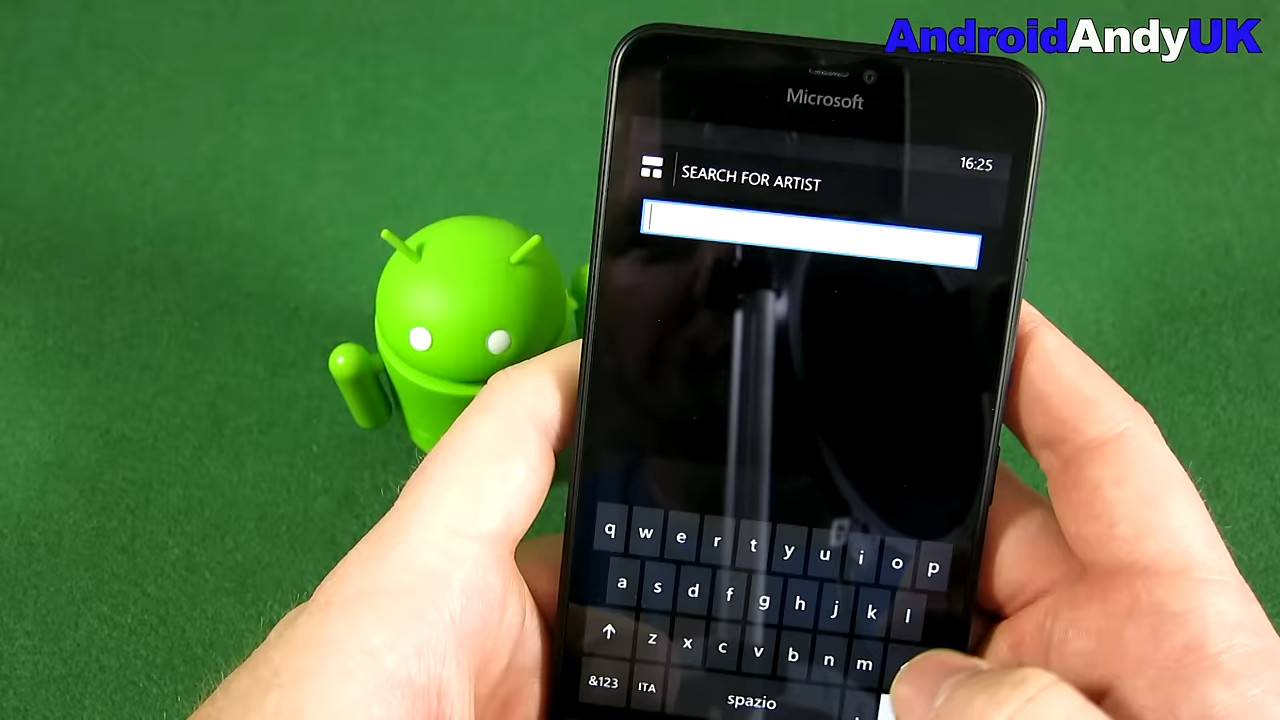 AndroidAndyUK
Microsoft
16:25
SEARCH FOR ARTIST
q w e r t y u i o p
a s d f g h j k l
z x c v b n m
&123 ITA spazio